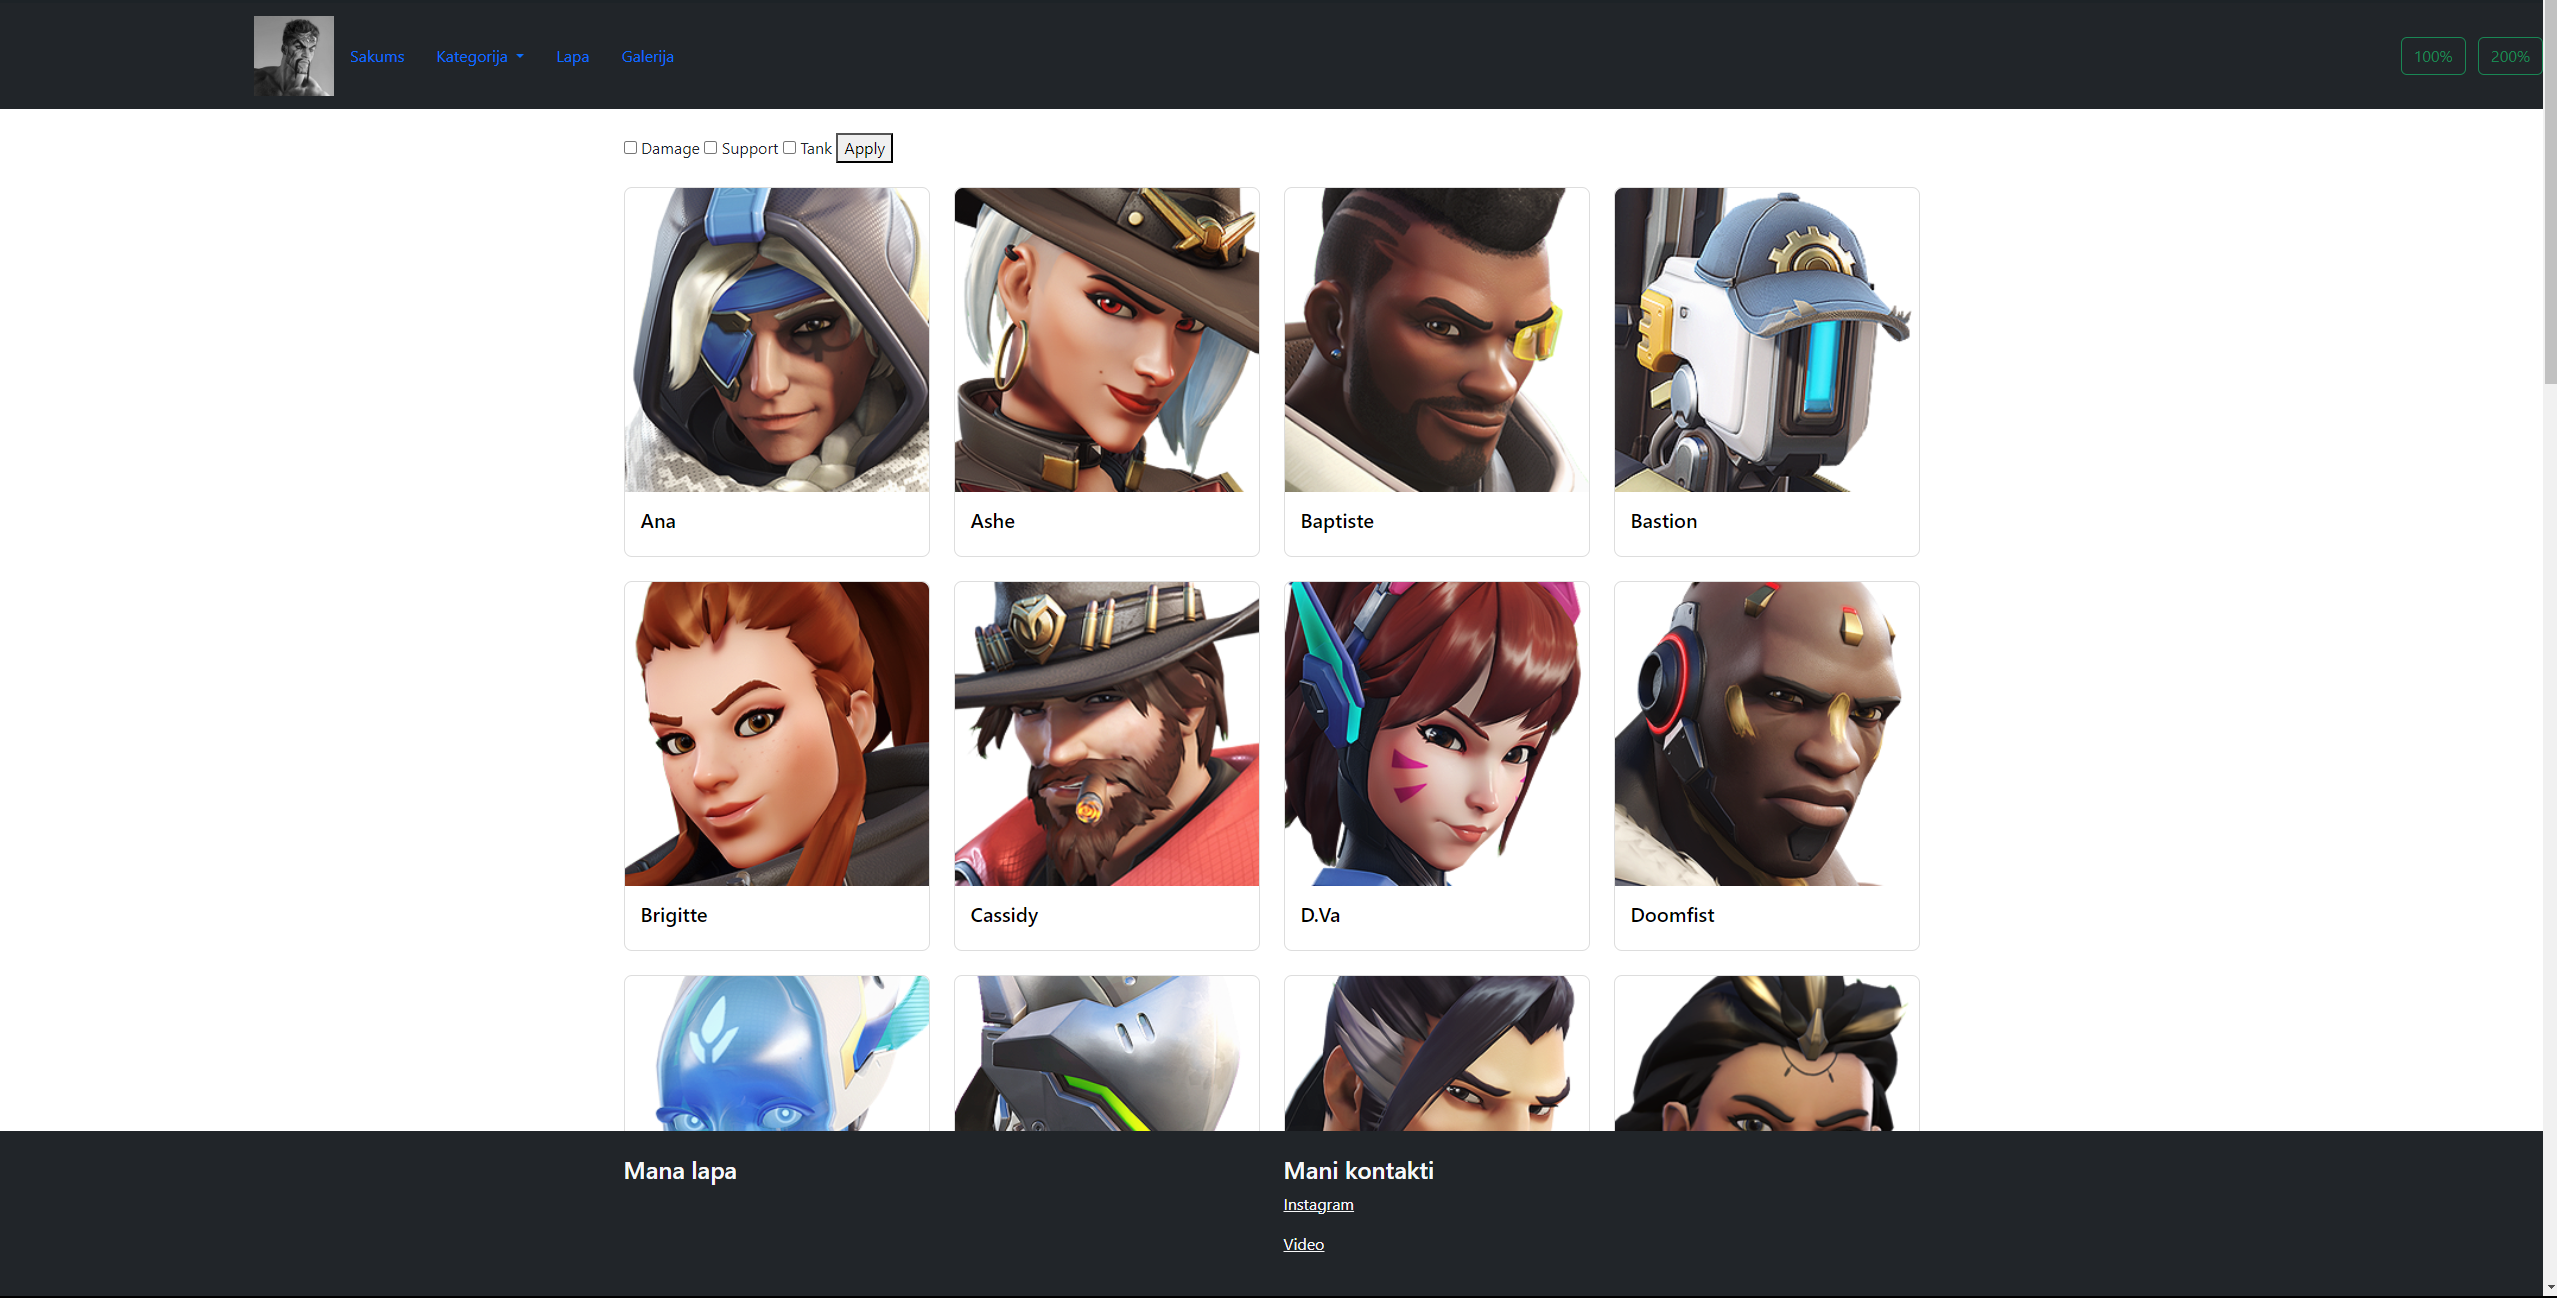 Sakums Kategorija Lapa Galerija 100% 200%
Damage Support Tank Apply
Ana Ashe Baptiste Bastion
Brigitte Cassidy D.Va Doomfist
Mana lapa Mani kontakti
Instagram
Video